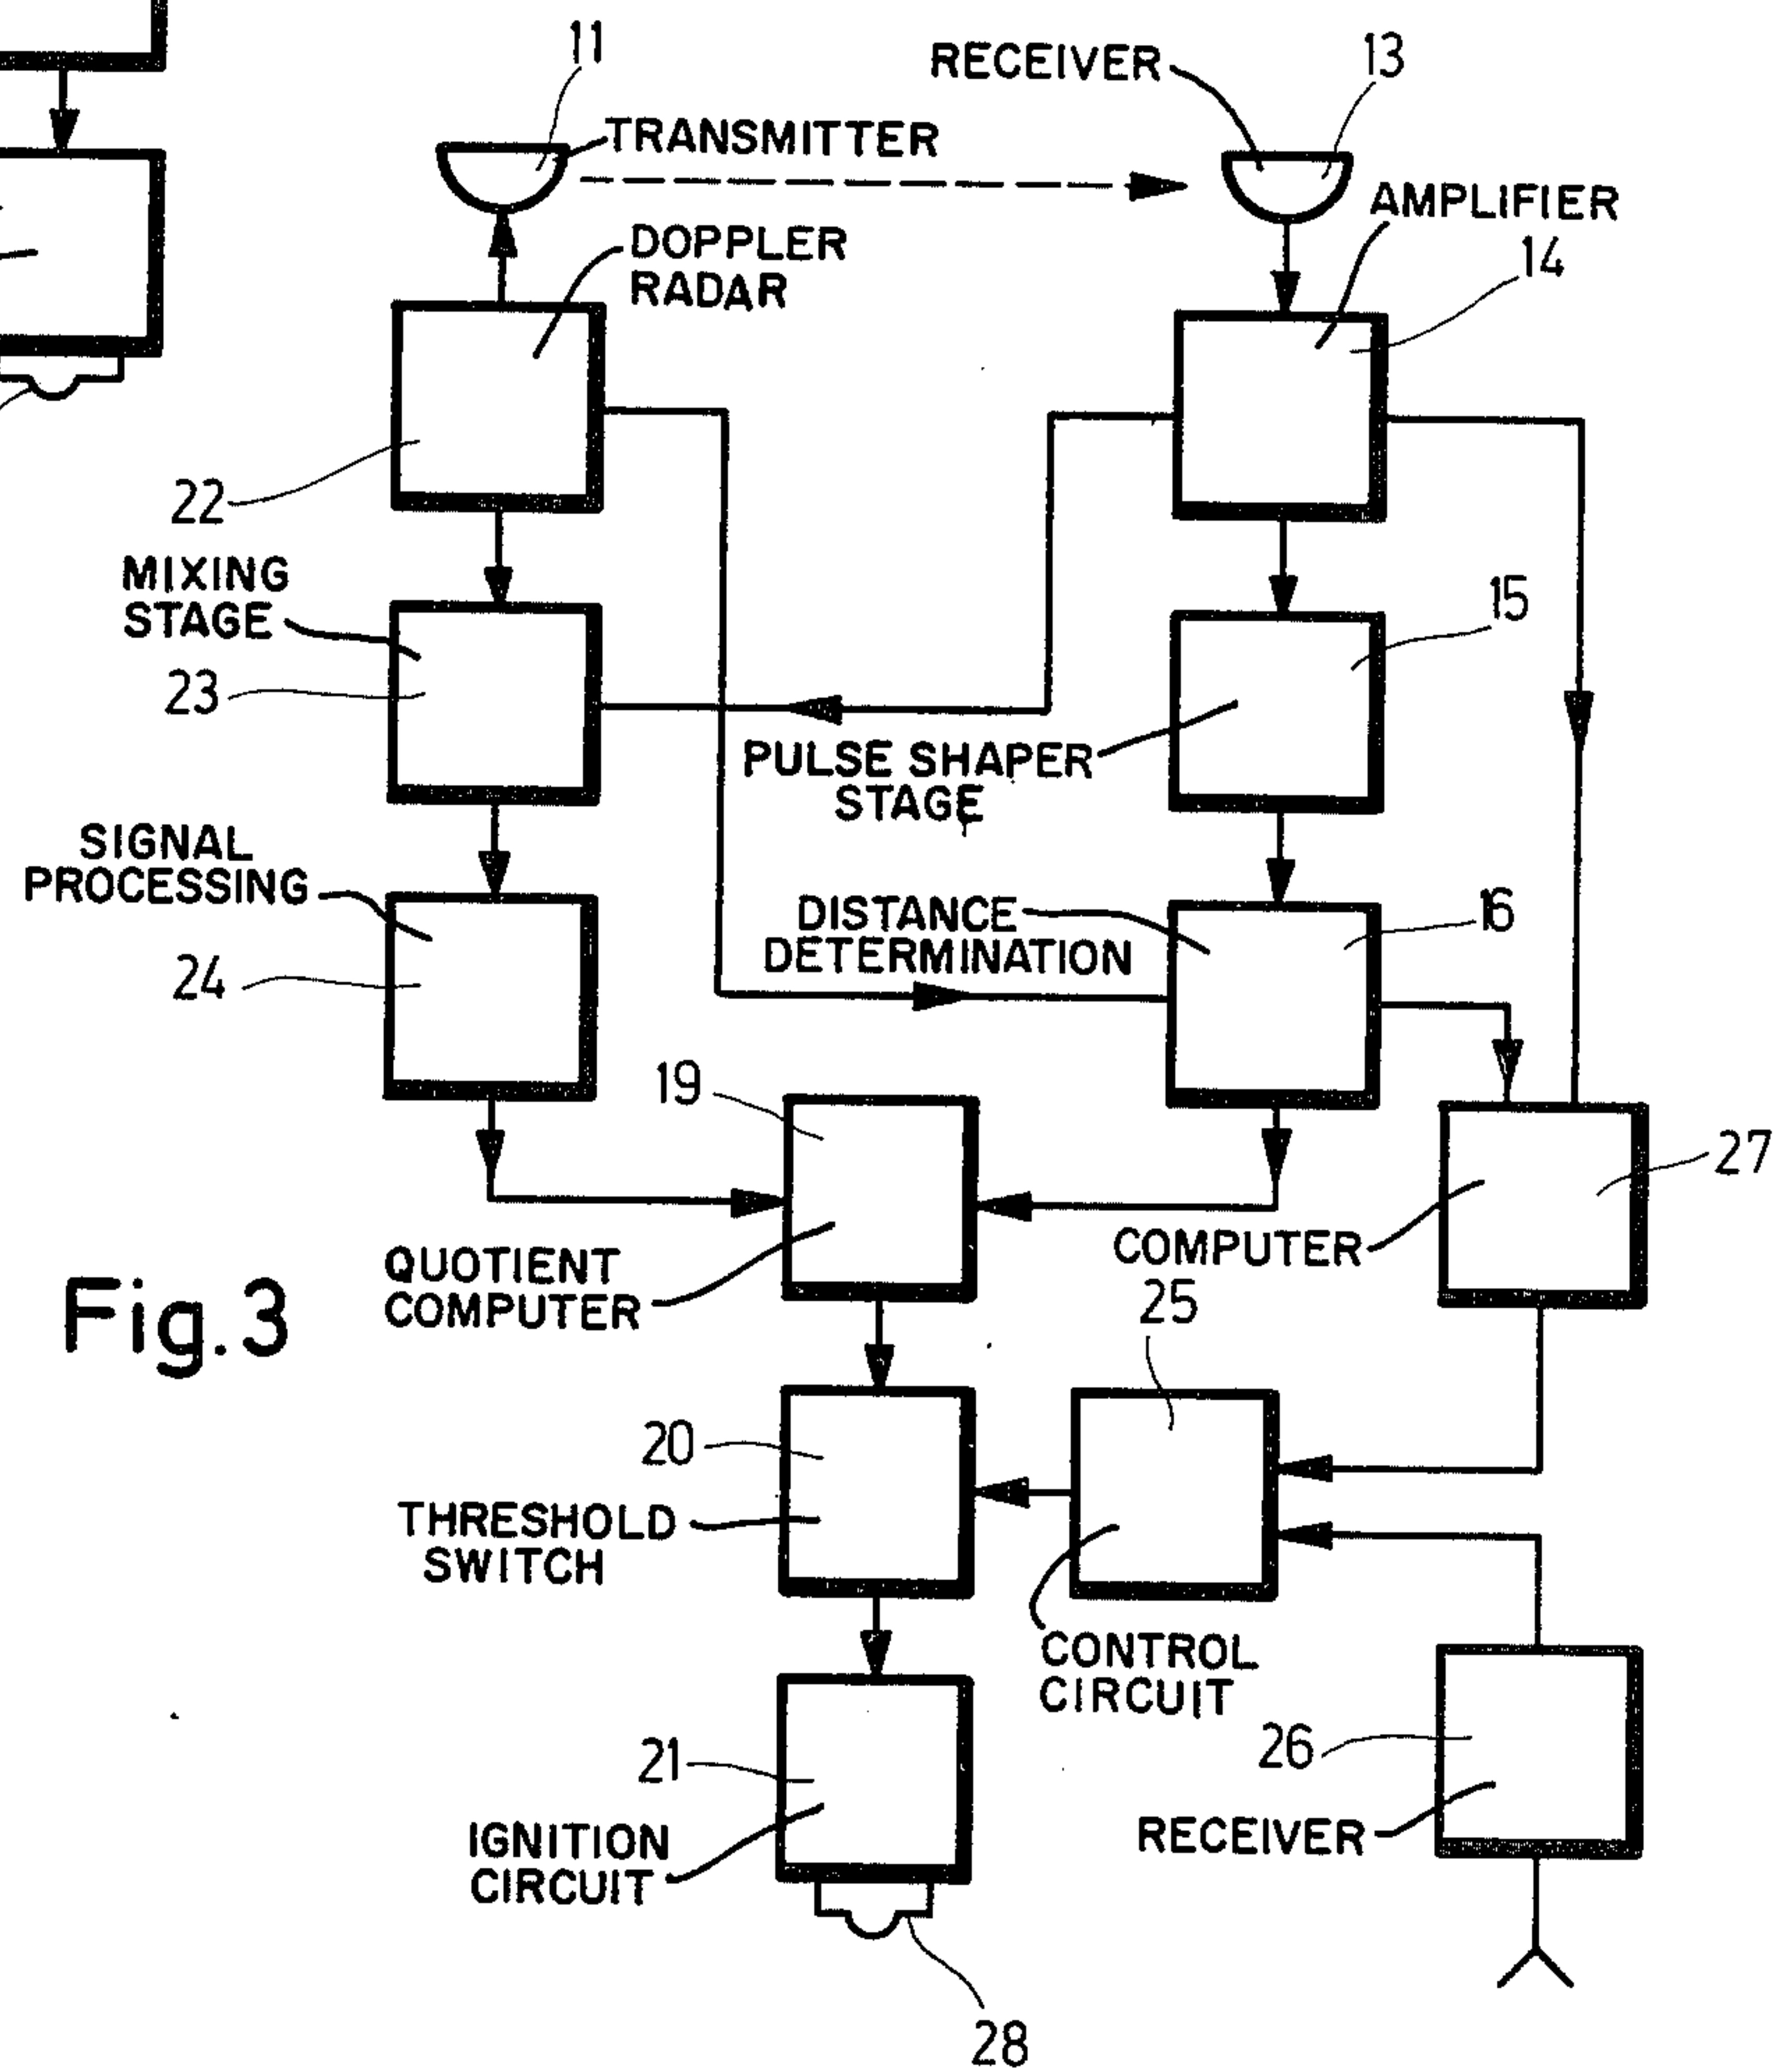 11
RECEIVER
13
TRANSMITTER
AMPLIFIER
DOPPLER
RADAR
14
22
MIXING
STAGE
15
23
PULSE SHAPER
STAGE
SIGNAL
PROCESSING
DISTANCE
DETERMINATION
16
24
19
27
QUOTIENT
COMPUTER
COMPUTER
25
Fig. 3
20
THRESHOLD
SWITCH
CONTROL
CIRCUIT
21
26
IGNITION
CIRCUIT
RECEIVER
28